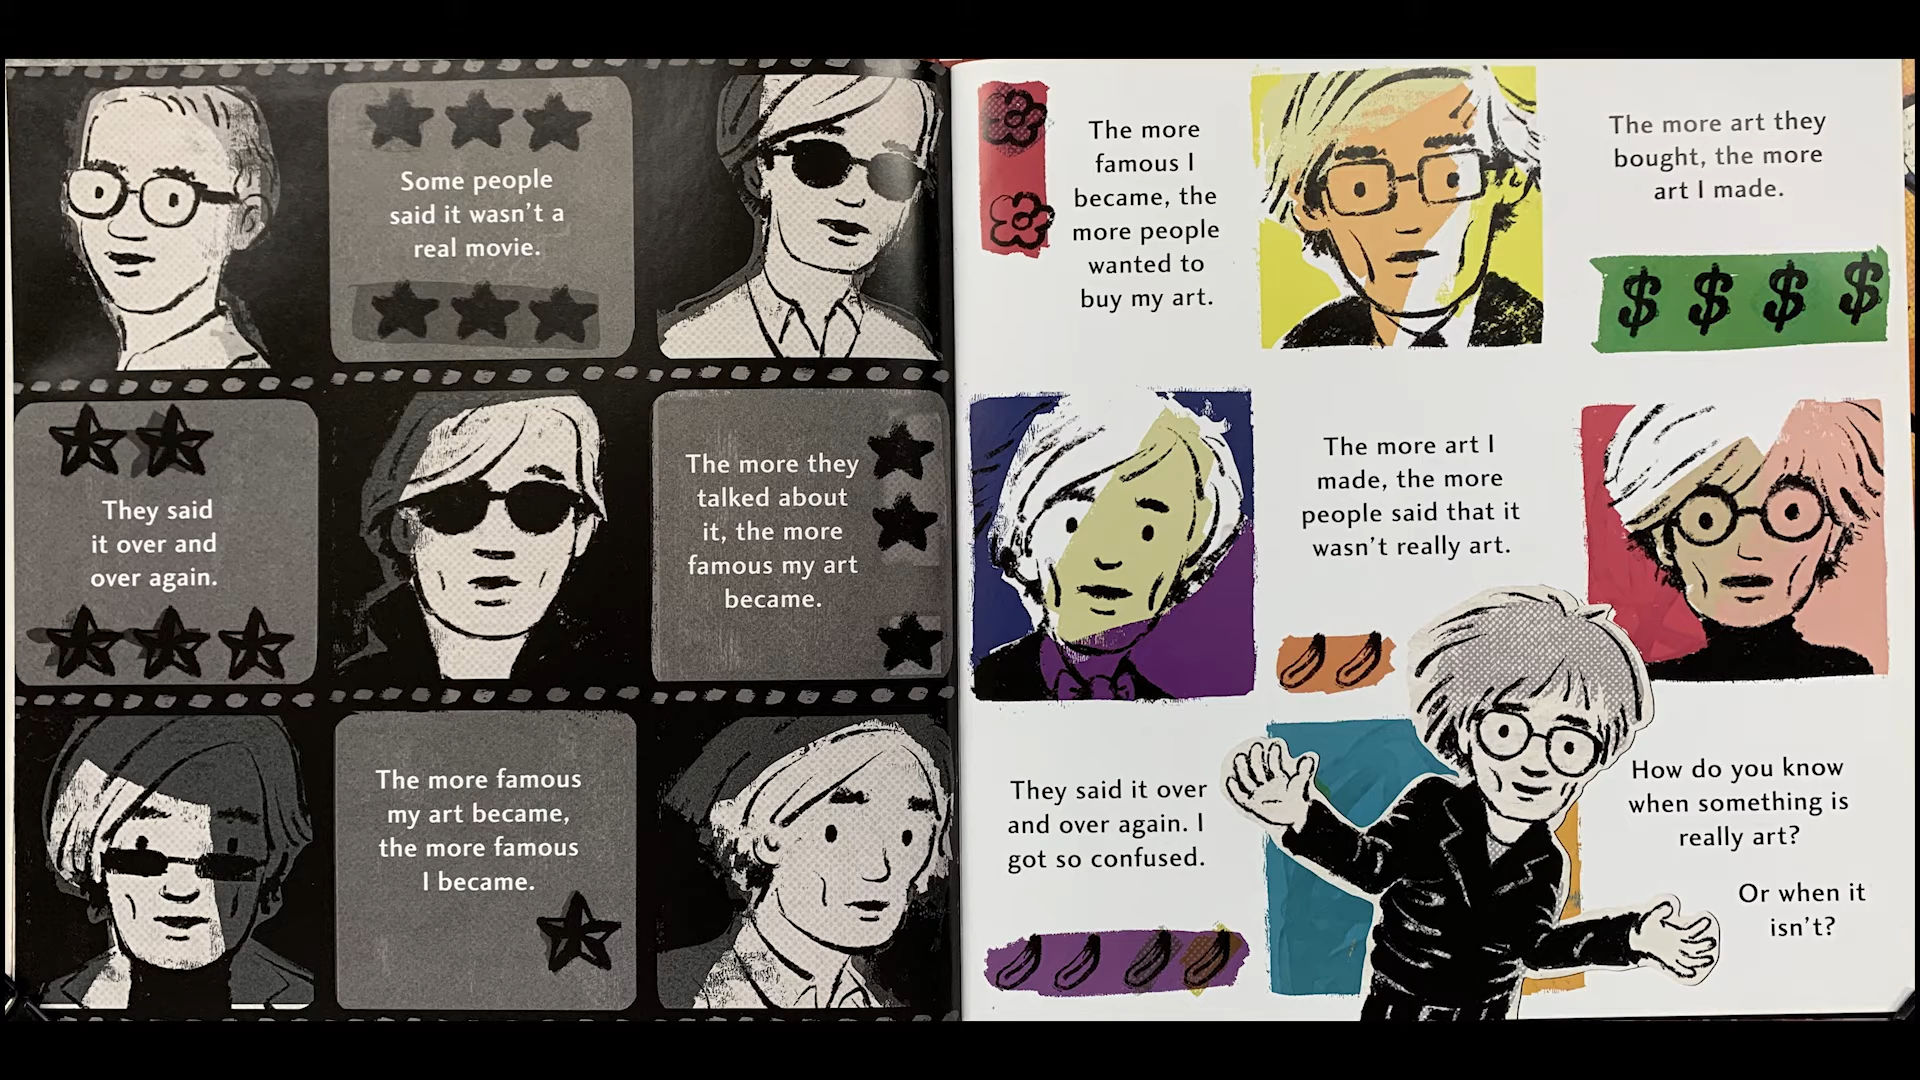 Some people
said it wasn't a
real movie.
They said
it over and
over again.
The more they
talked about
it, the more
famous my art
became.
The more famous
my art became,
the more famous
I became.
The more
famous I
became, the
more people
wanted to
buy my art.
The more art they
bought, the more
art I made.
$ $ $ $
The more art I
made, the more
people said that it
wasn't really art.
They said it over
and over again. I
got so confused.
How do you know
when something is
really art?
Or when it
isn't?